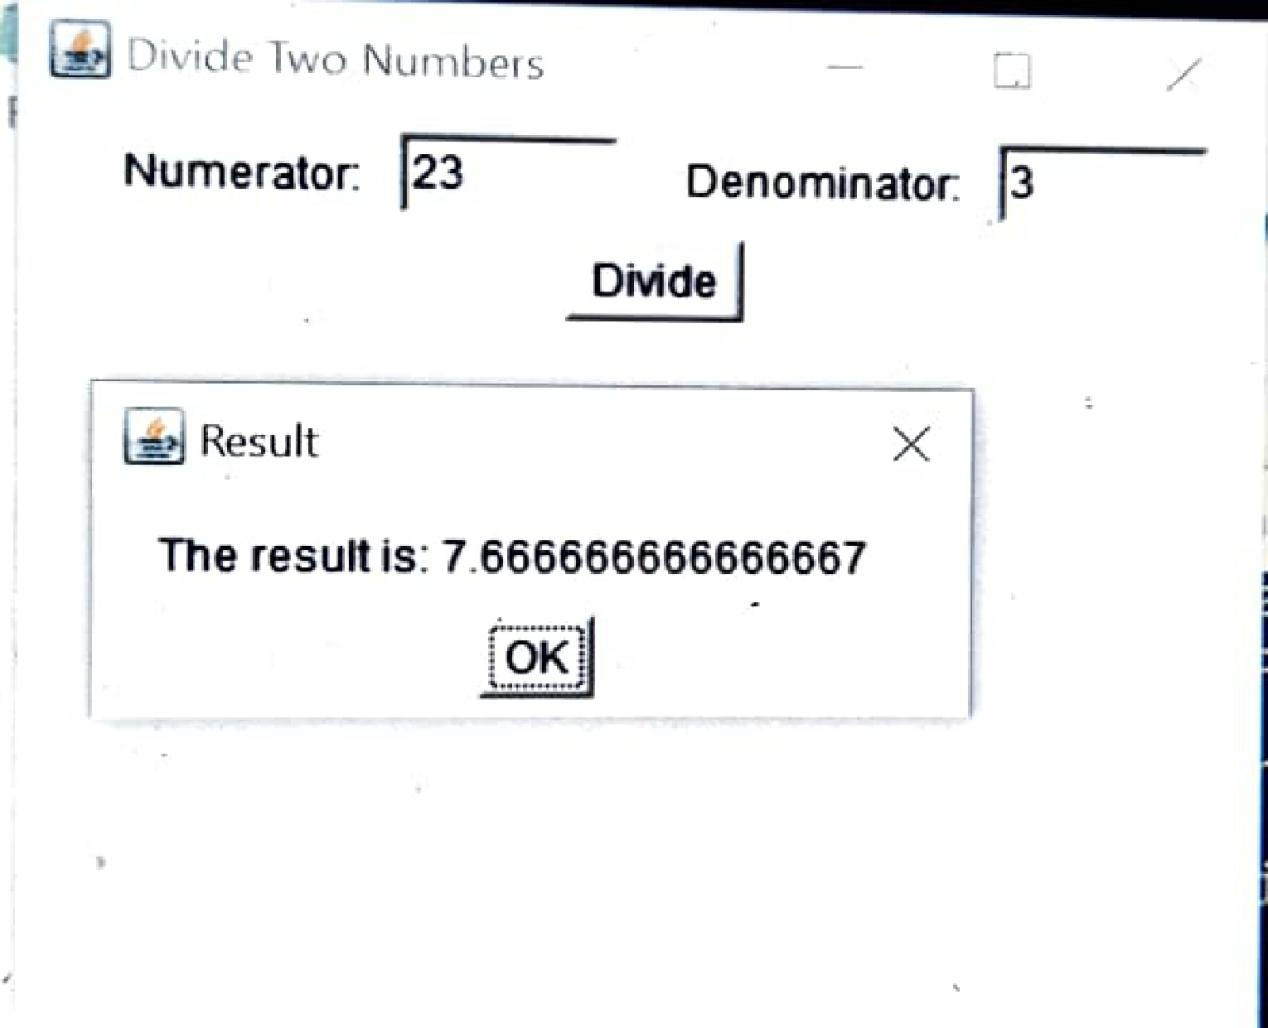 Divide Two Numbers
Numerator: 23 Denominator: 3
Divide
Result
The result is: 7.666666666666667
OK